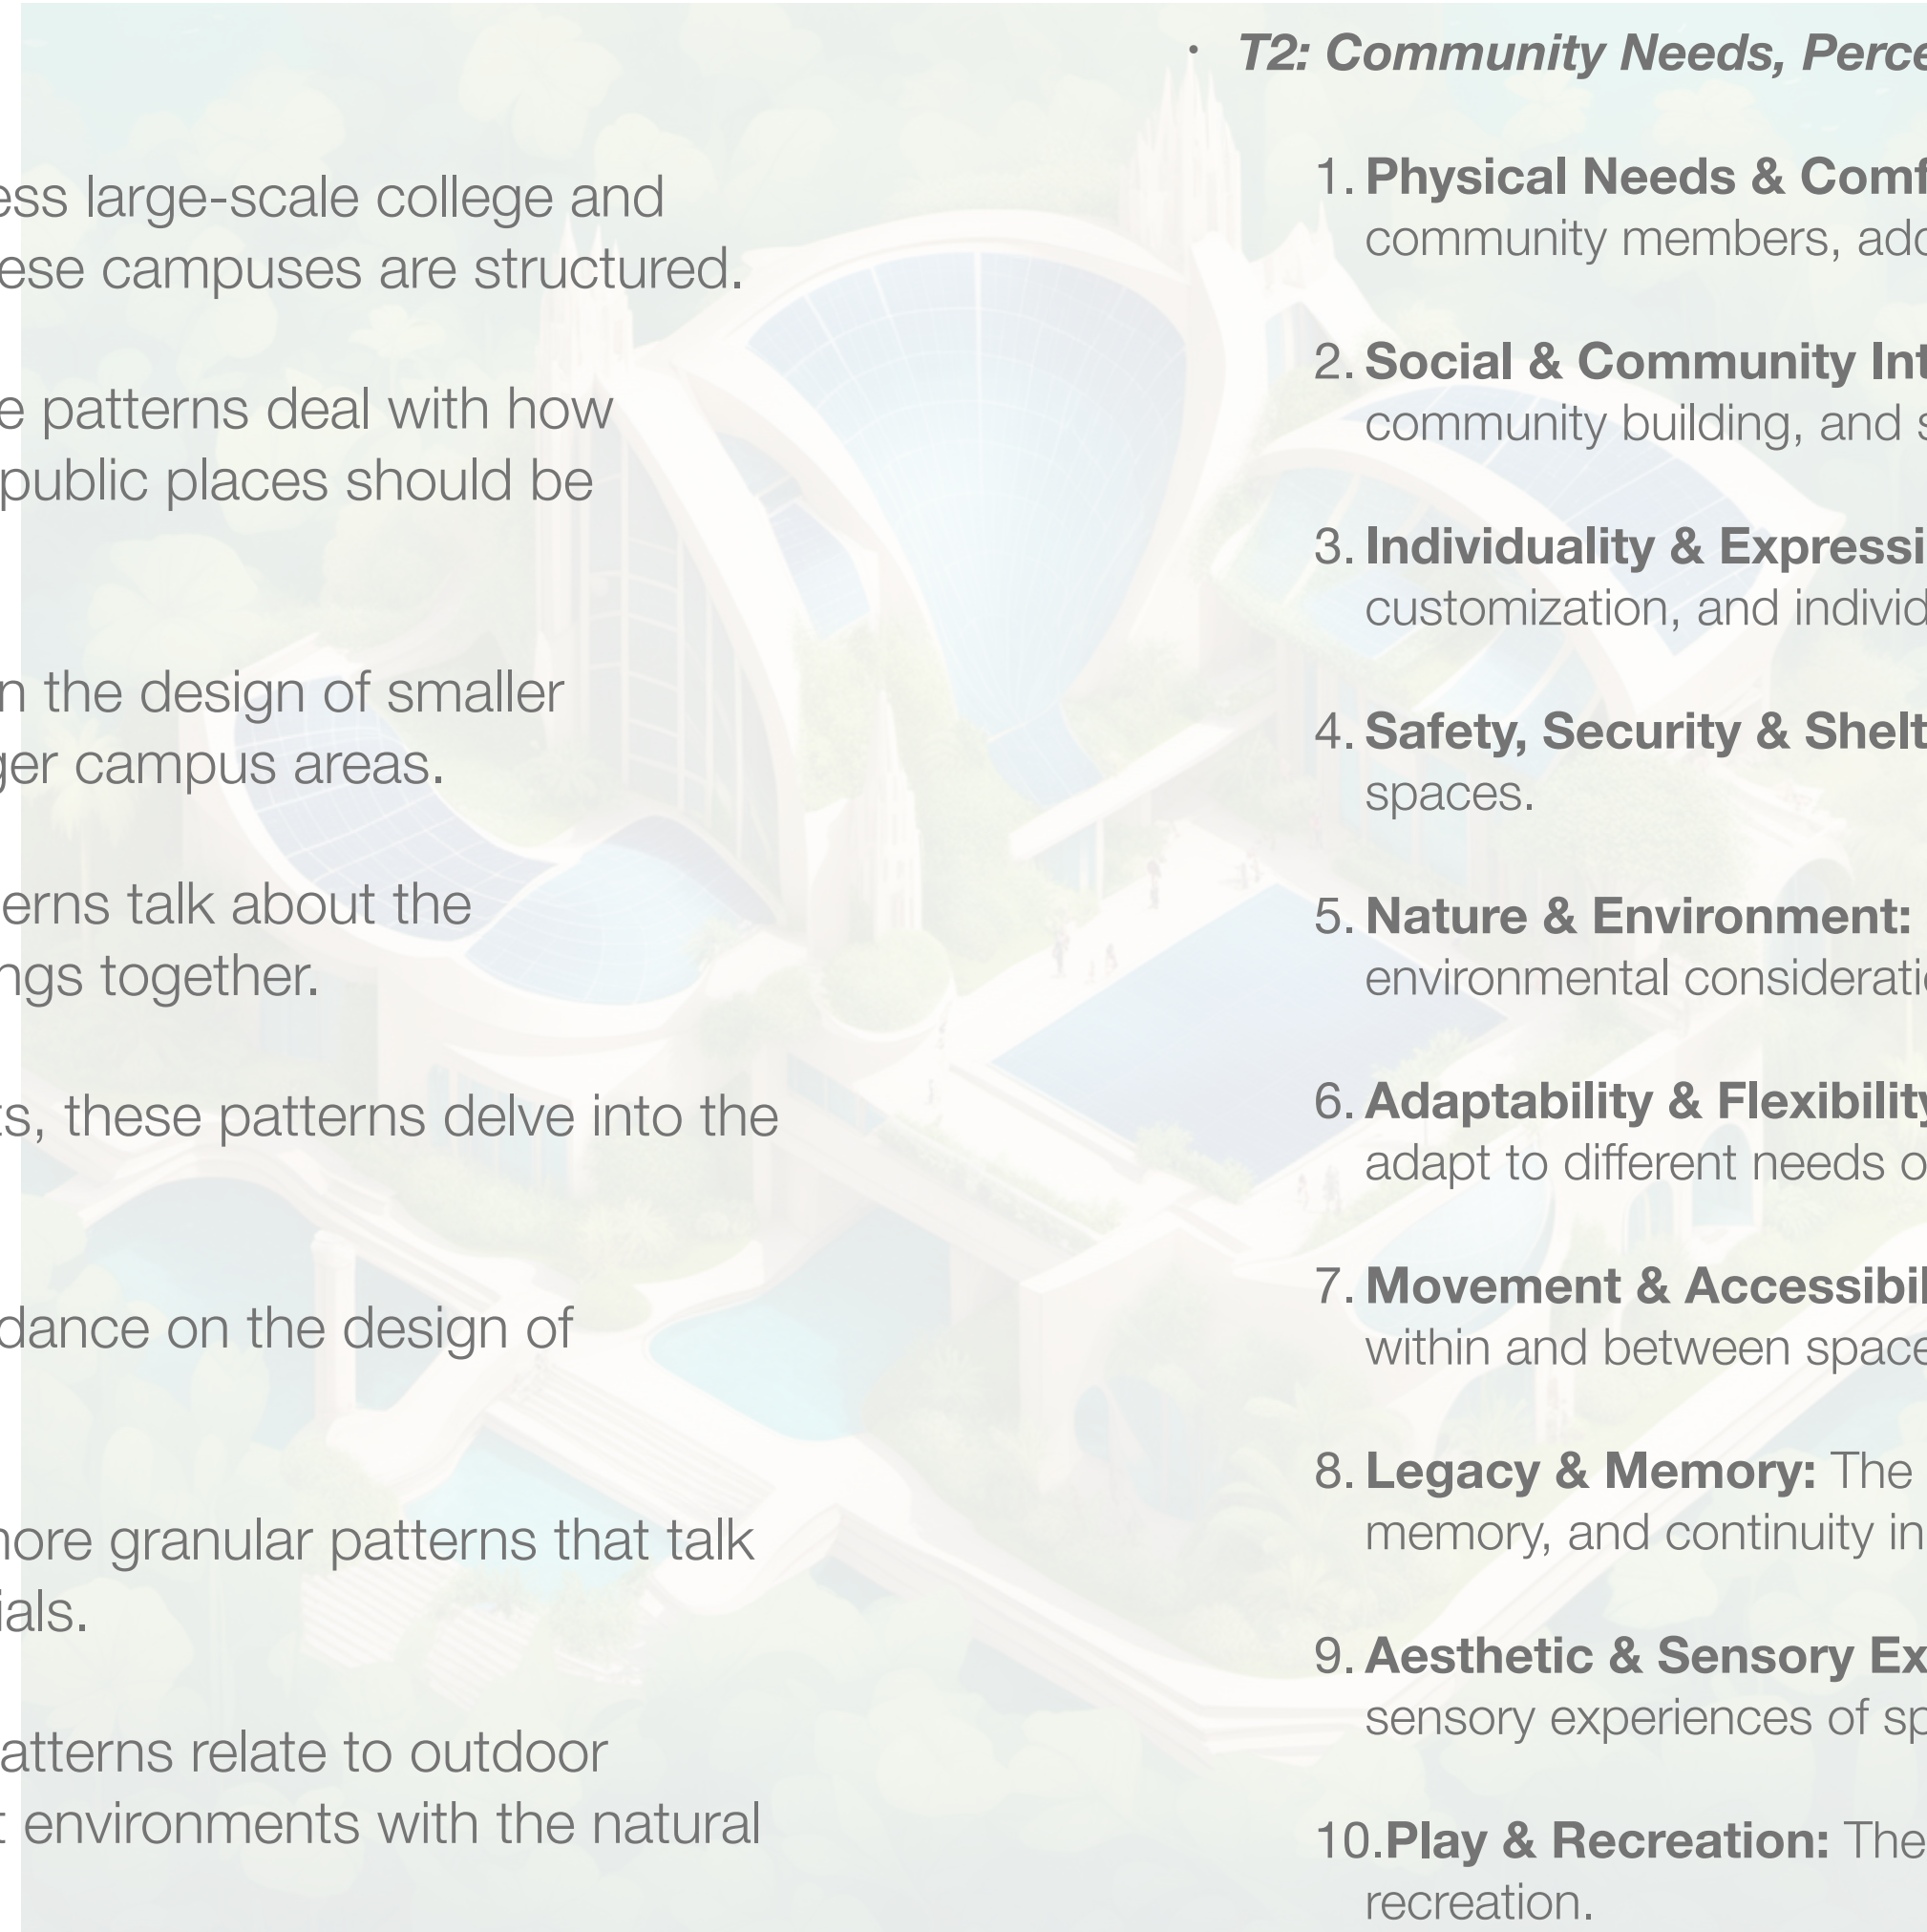 ess large-scale college and
ese campuses are structured.
e patterns deal with how
public places should be
n the design of smaller
ger campus areas.
erns talk about the
ngs together.
ts, these patterns delve into the
dance on the design of
more granular patterns that talk
ials.
atterns relate to outdoor
t environments with the natural
• T2: Community Needs, Perce
1. Physical Needs & Comf
community members, add
2. Social & Community Int
community building, and s
3. Individuality & Expressi
customization, and individ
4. Safety, Security & Shelt
spaces.
5. Nature & Environment:
environmental consideratio
6. Adaptability & Flexibility
adapt to different needs o
7. Movement & Accessibil
within and between space
8. Legacy & Memory: The
memory, and continuity in
9. Aesthetic & Sensory Ex
sensory experiences of sp
10.Play & Recreation: The
recreation.